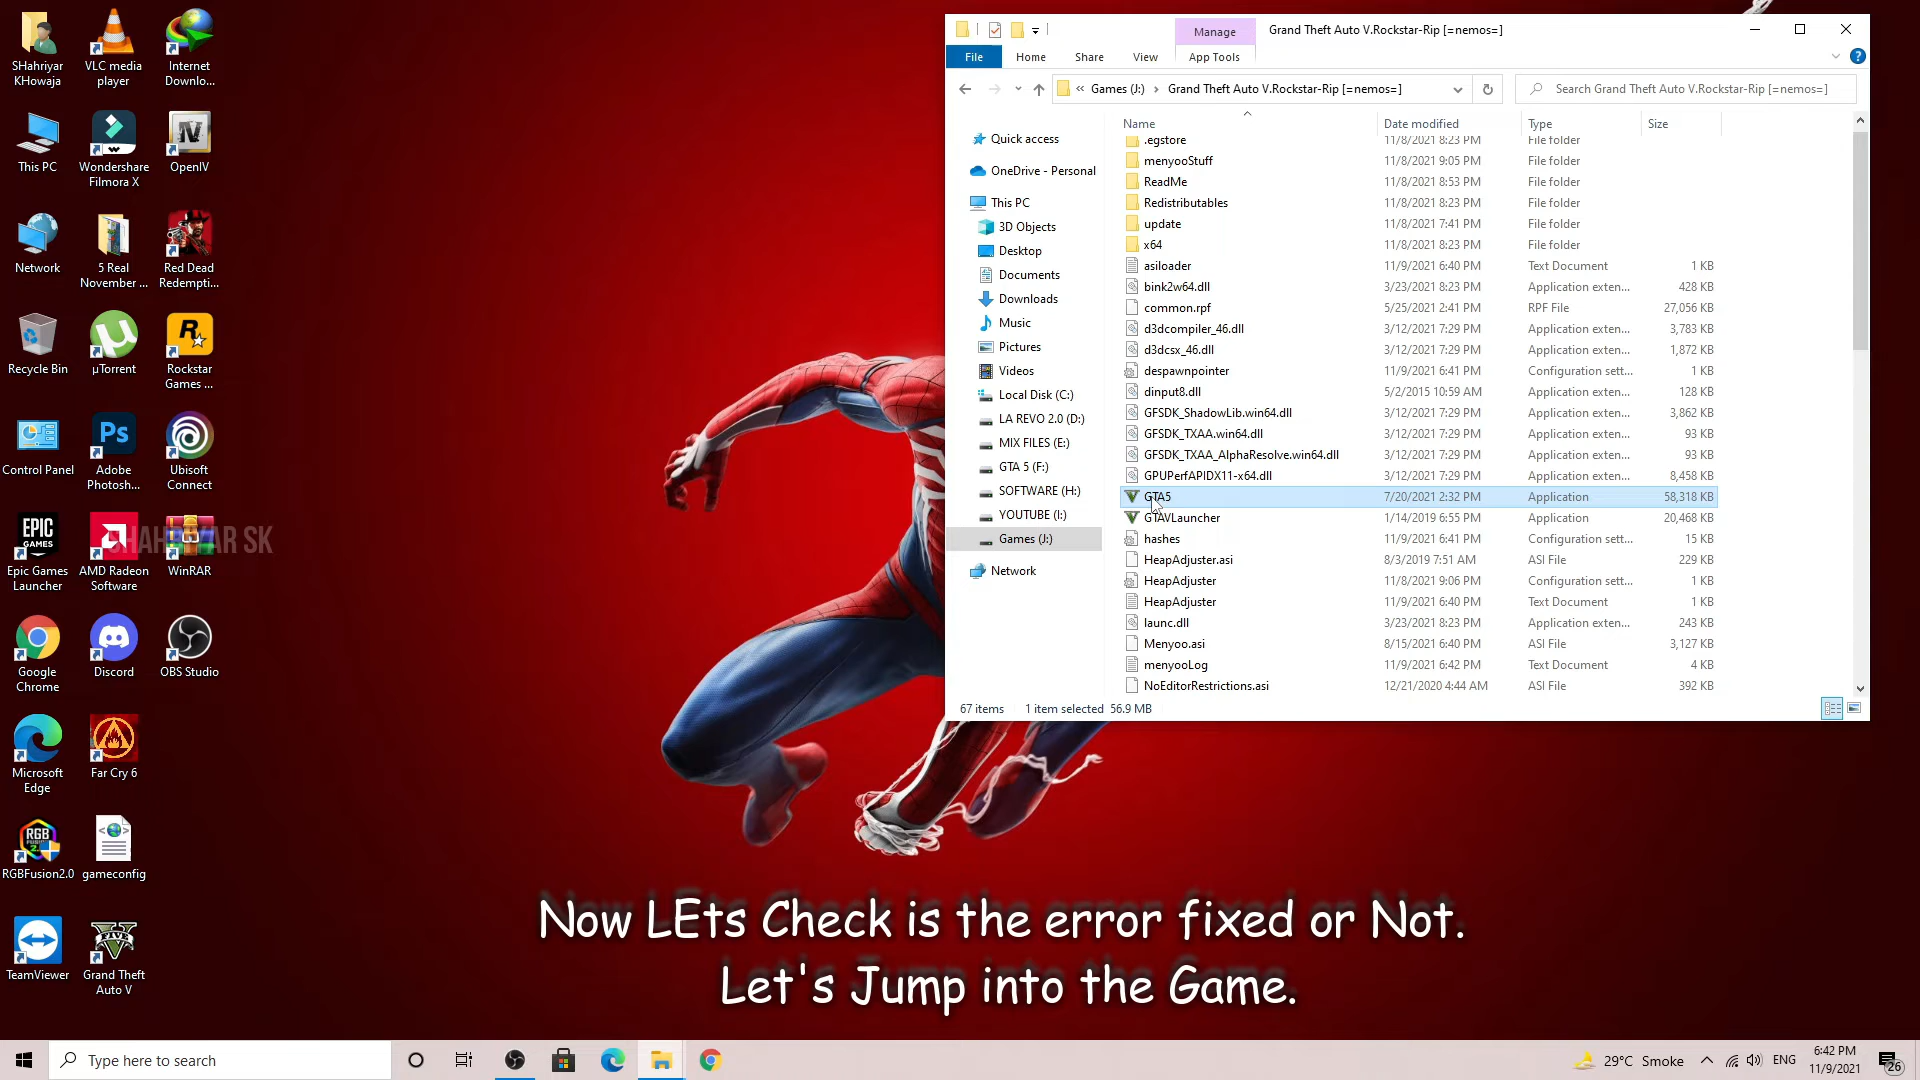 SHahriyar KHowaja
VLC media player
Internet Downlo...
This PC
Wondershare Filmora X
OpenIV
Network
5 Real November ...
Red Dead Redempti...
Recycle Bin
µTorrent
Rockstar Games ...
Control Panel
Adobe Photosh...
Ubisoft Connect
Epic Games Launcher
AMD Radeon Software
WinRAR
SHAHRIYAR SK
Google Chrome
Discord
OBS Studio
Microsoft Edge
Far Cry 6
RGBFusion2.0
gameconfig
TeamViewer
Grand Theft Auto V
Manage
Grand Theft Auto V.Rockstar-Rip [=nemos=]
File Home Share View App Tools
« Games (J:) › Grand Theft Auto V.Rockstar-Rip [=nemos=]
Search Grand Theft Auto V.Rockstar-Rip [=nemos=]
Quick access
OneDrive - Personal
This PC
3D Objects
Desktop
Documents
Downloads
Music
Pictures
Videos
Local Disk (C:)
LA REVO 2.0 (D:)
MIX FILES (E:)
GTA 5 (F:)
SOFTWARE (H:)
YOUTUBE (I:)
Games (J:)
Network
Name Date modified Type Size
.egstore 11/8/2021 8:23 PM File folder
menyooStuff 11/8/2021 9:05 PM File folder
ReadMe 11/8/2021 8:53 PM File folder
Redistributables 11/8/2021 8:23 PM File folder
update 11/8/2021 7:41 PM File folder
x64 11/8/2021 8:23 PM File folder
asiloader 11/9/2021 6:40 PM Text Document 1 KB
bink2w64.dll 3/23/2021 8:23 PM Application exten... 428 KB
common.rpf 5/25/2021 2:41 PM RPF File 27,056 KB
d3dcompiler_46.dll 3/12/2021 7:29 PM Application exten... 3,783 KB
d3dcsx_46.dll 3/12/2021 7:29 PM Application exten... 1,872 KB
despawnpointer 11/9/2021 6:41 PM Configuration sett... 1 KB
dinput8.dll 5/2/2015 10:59 AM Application exten... 128 KB
GFSDK_ShadowLib.win64.dll 3/12/2021 7:29 PM Application exten... 3,862 KB
GFSDK_TXAA.win64.dll 3/12/2021 7:29 PM Application exten... 93 KB
GFSDK_TXAA_AlphaResolve.win64.dll 3/12/2021 7:29 PM Application exten... 93 KB
GPUPerfAPIDX11-x64.dll 3/12/2021 7:29 PM Application exten... 8,458 KB
GTA5 7/20/2021 2:32 PM Application 58,318 KB
GTAVLauncher 1/14/2019 6:55 PM Application 20,468 KB
hashes 11/9/2021 6:41 PM Configuration sett... 15 KB
HeapAdjuster.asi 8/3/2019 7:51 AM ASI File 229 KB
HeapAdjuster 11/8/2021 9:06 PM Configuration sett... 1 KB
HeapAdjuster 11/9/2021 6:40 PM Text Document 1 KB
launc.dll 3/23/2021 8:23 PM Application exten... 243 KB
Menyoo.asi 8/15/2021 6:40 PM ASI File 3,127 KB
menyooLog 11/9/2021 6:42 PM Text Document 4 KB
NoEditorRestrictions.asi 12/21/2020 4:44 AM ASI File 392 KB
67 items 1 item selected 56.9 MB
Now LEts Check is the error fixed or Not.
Let's Jump into the Game.
Type here to search
29°C Smoke ENG 6:42 PM 11/9/2021 26